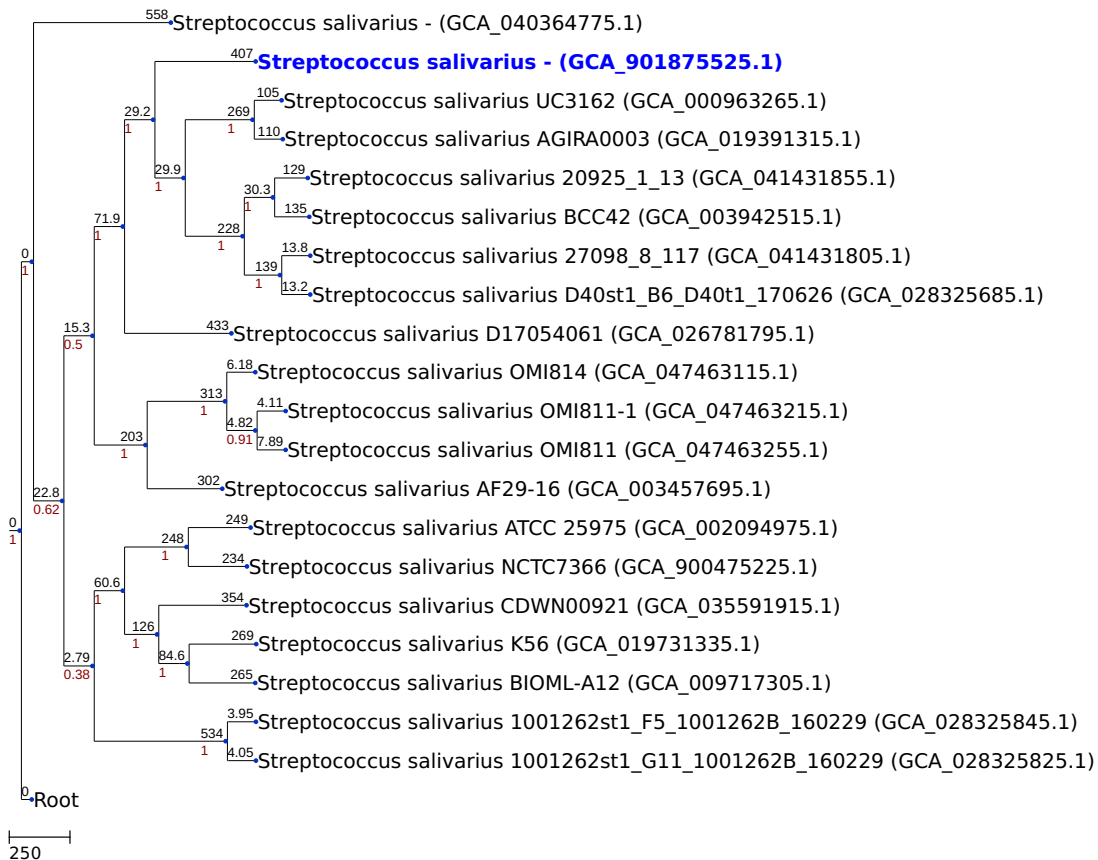 558 Streptococcus salivarius - (GCA_040364775.1)
407 Streptococcus salivarius - (GCA_901875525.1)
105 Streptococcus salivarius UC3162 (GCA_000963265.1)
29.2 269
1 1
110 Streptococcus salivarius AGIRA0003 (GCA_019391315.1)
29.9 129 Streptococcus salivarius 20925_1_13 (GCA_041431855.1)
1 30.3
1
71.9 135 Streptococcus salivarius BCC42 (GCA_003942515.1)
1 228
1
0 13.8 Streptococcus salivarius 27098_8_117 (GCA_041431805.1)
1 139
1
13.2 Streptococcus salivarius D40st1_B6_D40t1_170626 (GCA_028325685.1)
15.3 433 Streptococcus salivarius D17054061 (GCA_026781795.1)
0.5
6.18 Streptococcus salivarius OMI814 (GCA_047463115.1)
313
1
4.11 Streptococcus salivarius OMI811-1 (GCA_047463215.1)
4.82
0.91
203 7.89 Streptococcus salivarius OMI811 (GCA_047463255.1)
1
302 Streptococcus salivarius AF29-16 (GCA_003457695.1)
22.8
0.62
0 249 Streptococcus salivarius ATCC 25975 (GCA_002094975.1)
1 248
1
234 Streptococcus salivarius NCTC7366 (GCA_900475225.1)
60.6
1
354 Streptococcus salivarius CDWN00921 (GCA_035591915.1)
126
1
269 Streptococcus salivarius K56 (GCA_019731335.1)
2.79 84.6
0.38 1
265 Streptococcus salivarius BIOML-A12 (GCA_009717305.1)
3.95 Streptococcus salivarius 1001262st1_F5_1001262B_160229 (GCA_028325845.1)
534
1
4.05 Streptococcus salivarius 1001262st1_G11_1001262B_160229 (GCA_028325825.1)
0 Root
250